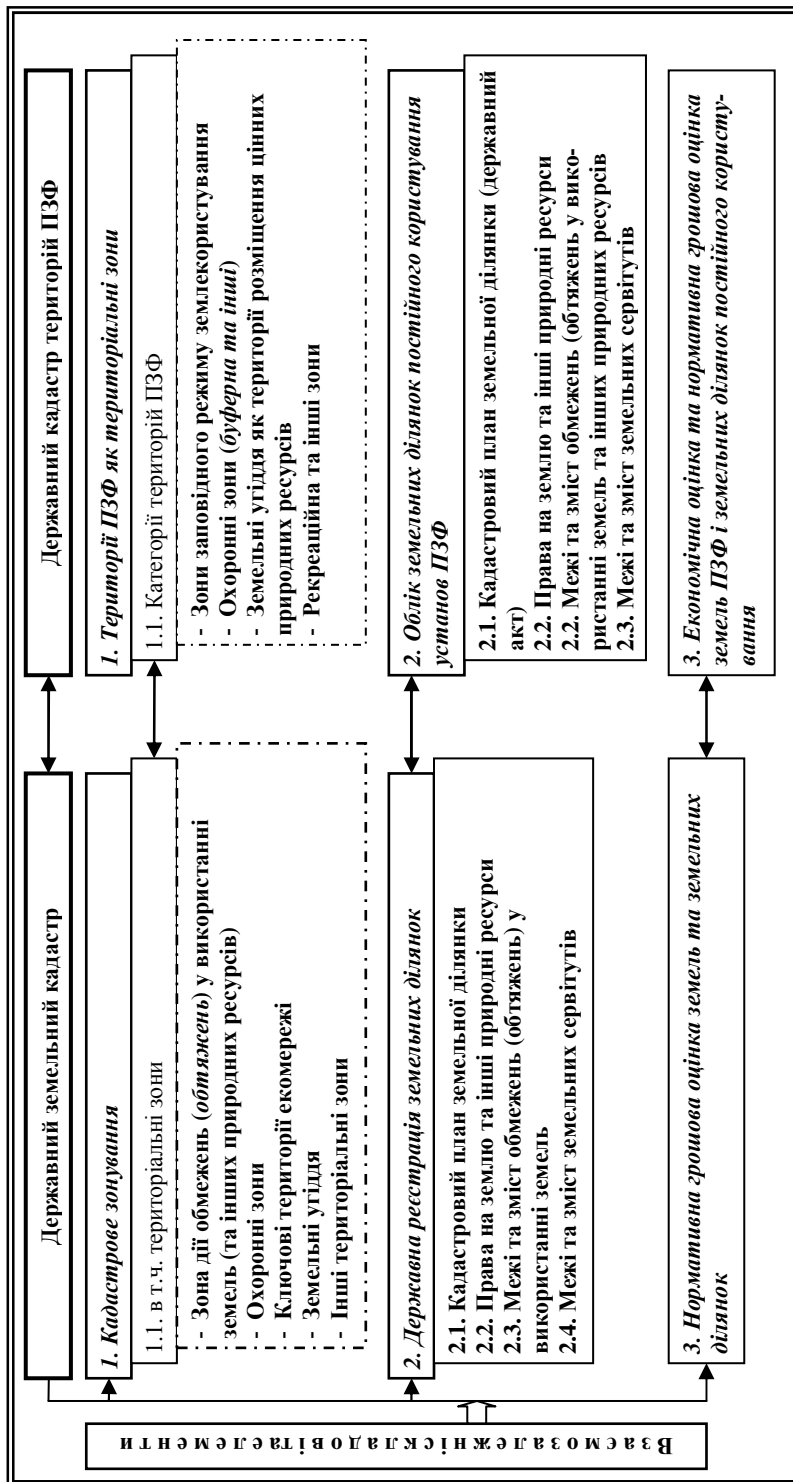 Взаємозалежні складові та елементи
Державний земельний кадастр
1. Кадастрове зонування
1.1. в т.ч. територіальні зони
- Зона дії обмежень (обтяжень) у використанні
земель (та інших природних ресурсів)
- Охоронні зони
- Ключові території екомережі
- Земельні угіддя
- Інші територіальні зони
2. Державна реєстрація земельних ділянок
2.1. Кадастровий план земельної ділянки
2.2. Права на землю та інші природні ресурси
2.3. Межі та зміст обмежень (обтяжень) у
використанні земель
2.4. Межі та зміст земельних сервітутів
3. Нормативна грошова оцінка земель та земельних
ділянок
Державний кадастр територій ПЗФ
1. Території ПЗФ як територіальні зони
1.1. Категорії територій ПЗФ
- Зони заповідного режиму землекористування
- Охоронні зони (буферна та інші)
- Земельні угіддя як території розміщення цінних
природних ресурсів
- Рекреаційна та інші зони
2. Облік земельних ділянок постійного користування
установ ПЗФ
2.1. Кадастровий план земельної ділянки (державний
акт)
2.2. Права на землю та інші природні ресурси
2.2. Межі та зміст обмежень (обтяжень у вико-
ристанні земель та інших природних ресурсів
2.3. Межі та зміст земельних сервітутів
3. Економічна оцінка та нормативна грошова оцінка
земель ПЗФ і земельних ділянок постійного користу-
вання